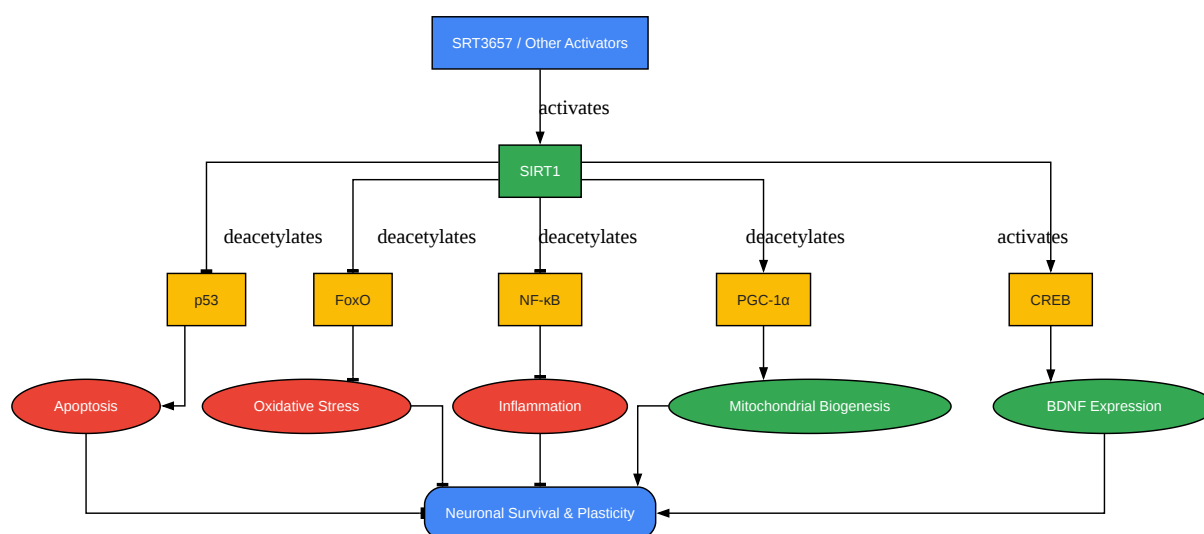 SRT3657 / Other Activators
activates
SIRT1
deacetylates
deacetylates
deacetylates
deacetylates
activates
p53
FoxO
NF-κB
PGC-1α
CREB
Apoptosis
Oxidative Stress
Inflammation
Mitochondrial Biogenesis
BDNF Expression
Neuronal Survival & Plasticity